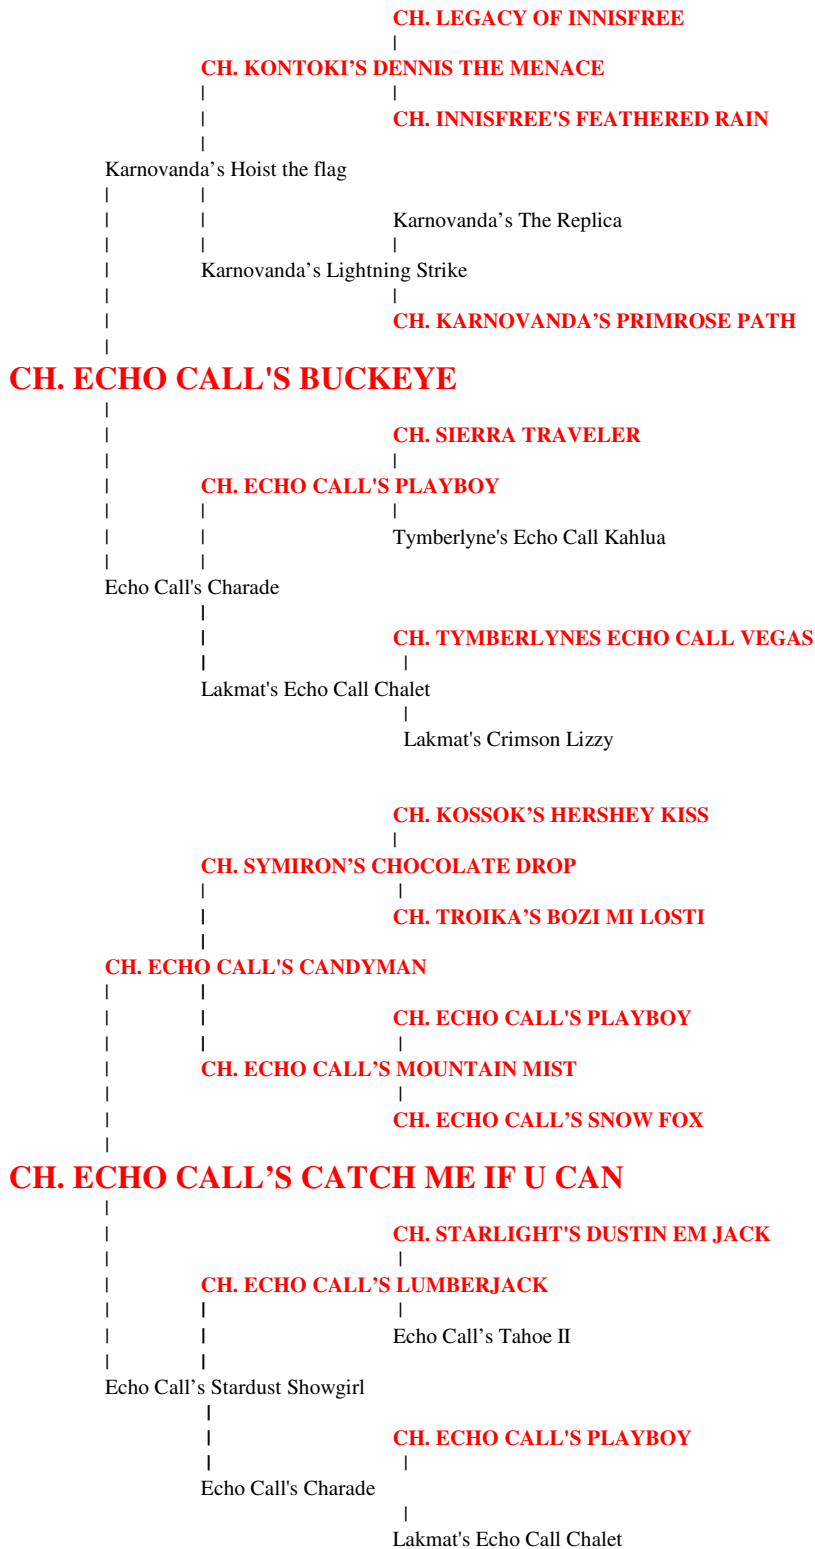 CH. LEGACY OF INNISFREE
CH. KONTOKI’S DENNIS THE MENACE
CH. INNISFREE'S FEATHERED RAIN
Karnovanda’s Hoist the flag
Karnovanda’s The Replica
Karnovanda’s Lightning Strike
CH. KARNOVANDA’S PRIMROSE PATH
CH. ECHO CALL'S BUCKEYE
CH. SIERRA TRAVELER
CH. ECHO CALL'S PLAYBOY
Tymberlyne's Echo Call Kahlua
Echo Call's Charade
CH. TYMBERLYNES ECHO CALL VEGAS
Lakmat's Echo Call Chalet
Lakmat's Crimson Lizzy
CH. KOSSOK’S HERSHEY KISS
CH. SYMIRON’S CHOCOLATE DROP
CH. TROIKA’S BOZI MI LOSTI
CH. ECHO CALL'S CANDYMAN
CH. ECHO CALL'S PLAYBOY
CH. ECHO CALL’S MOUNTAIN MIST
CH. ECHO CALL’S SNOW FOX
CH. ECHO CALL’S CATCH ME IF U CAN
CH. STARLIGHT'S DUSTIN EM JACK
CH. ECHO CALL’S LUMBERJACK
Echo Call’s Tahoe II
Echo Call’s Stardust Showgirl
CH. ECHO CALL'S PLAYBOY
Echo Call's Charade
Lakmat's Echo Call Chalet